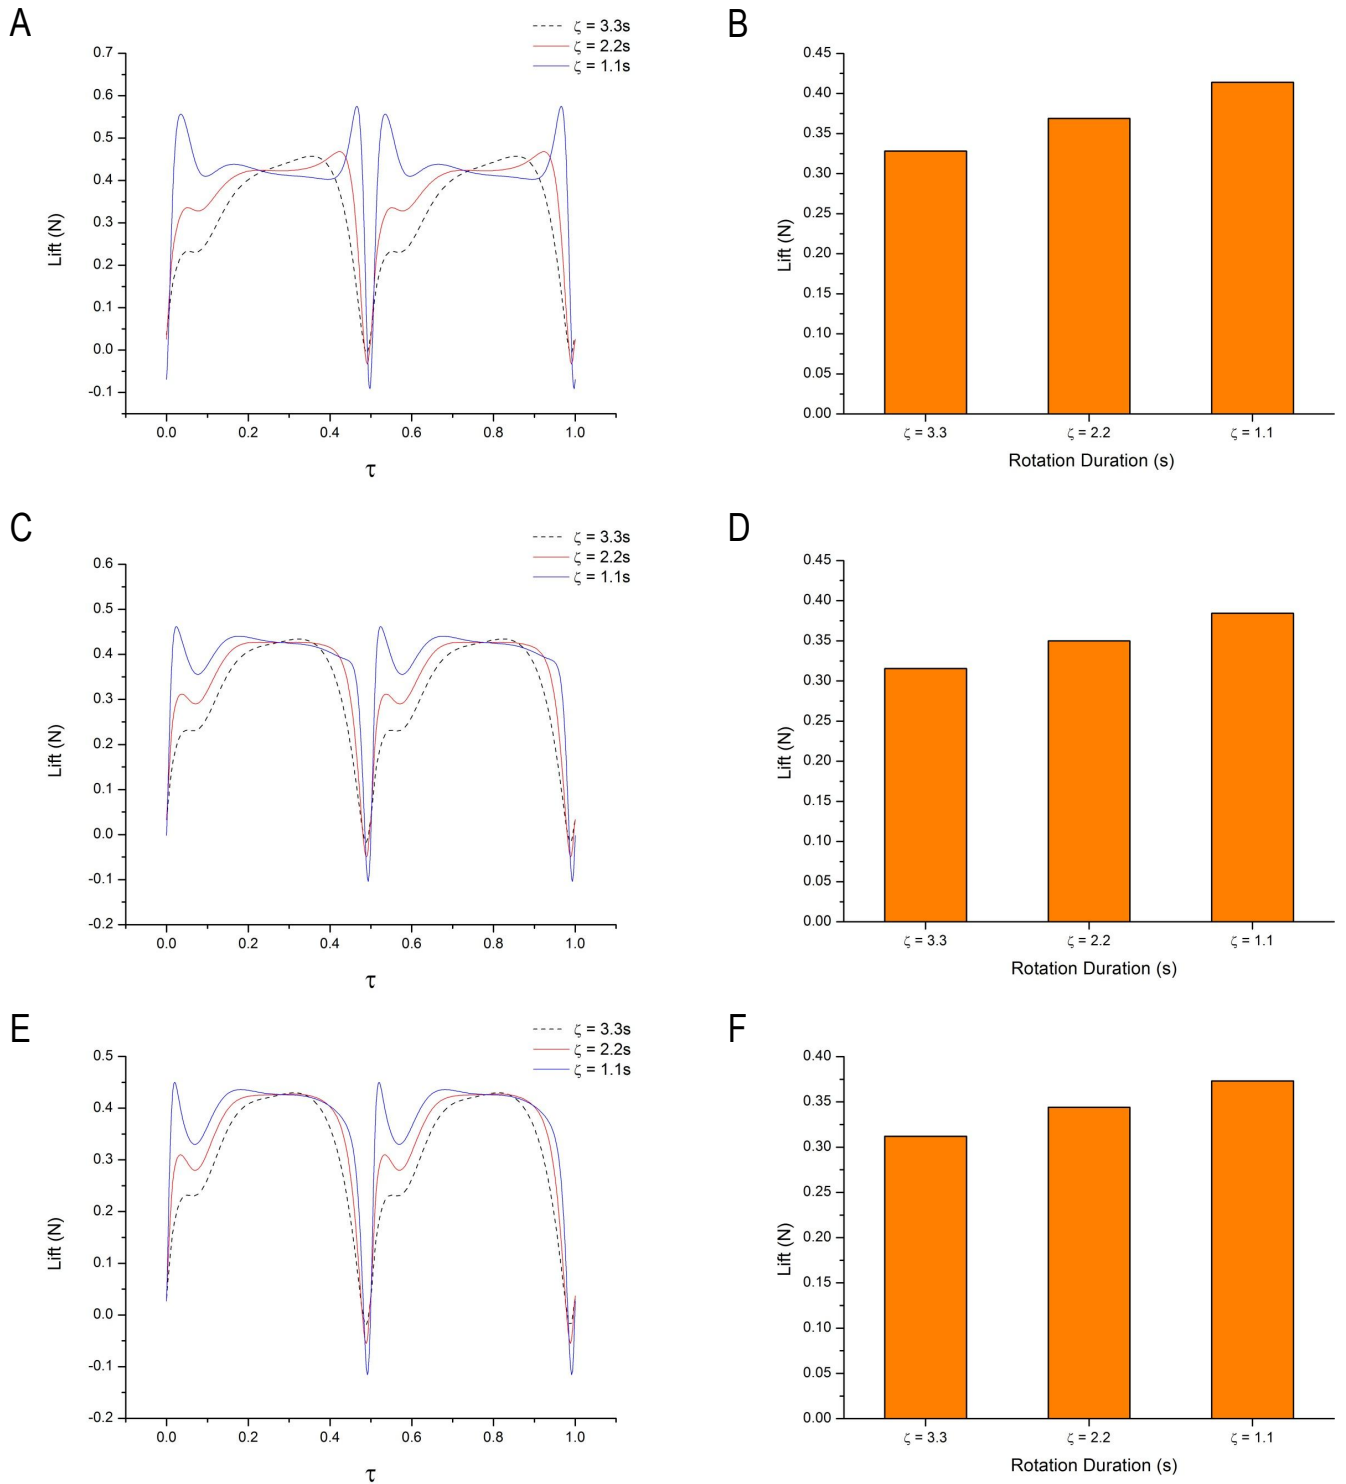 A
ζ = 3.3s
ζ = 2.2s
ζ = 1.1s
0.7
0.6
0.5
0.4
0.3
0.2
0.1
0.0
-0.1
Lift (N)
0.0 0.2 0.4 0.6 0.8 1.0
τ
B
0.45
0.40
0.35
0.30
0.25
0.20
0.15
0.10
0.05
0.00
Lift (N)
ζ = 3.3 ζ = 2.2 ζ = 1.1
Rotation Duration (s)
C
ζ = 3.3s
ζ = 2.2s
ζ = 1.1s
0.6
0.5
0.4
0.3
0.2
0.1
0.0
-0.1
-0.2
Lift (N)
0.0 0.2 0.4 0.6 0.8 1.0
τ
D
0.45
0.40
0.35
0.30
0.25
0.20
0.15
0.10
0.05
0.00
Lift (N)
ζ = 3.3 ζ = 2.2 ζ = 1.1
Rotation Duration (s)
E
ζ = 3.3s
ζ = 2.2s
ζ = 1.1s
0.5
0.4
0.3
0.2
0.1
0.0
-0.1
-0.2
Lift (N)
0.0 0.2 0.4 0.6 0.8 1.0
τ
F
0.40
0.35
0.30
0.25
0.20
0.15
0.10
0.05
0.00
Lift (N)
ζ = 3.3 ζ = 2.2 ζ = 1.1
Rotation Duration (s)